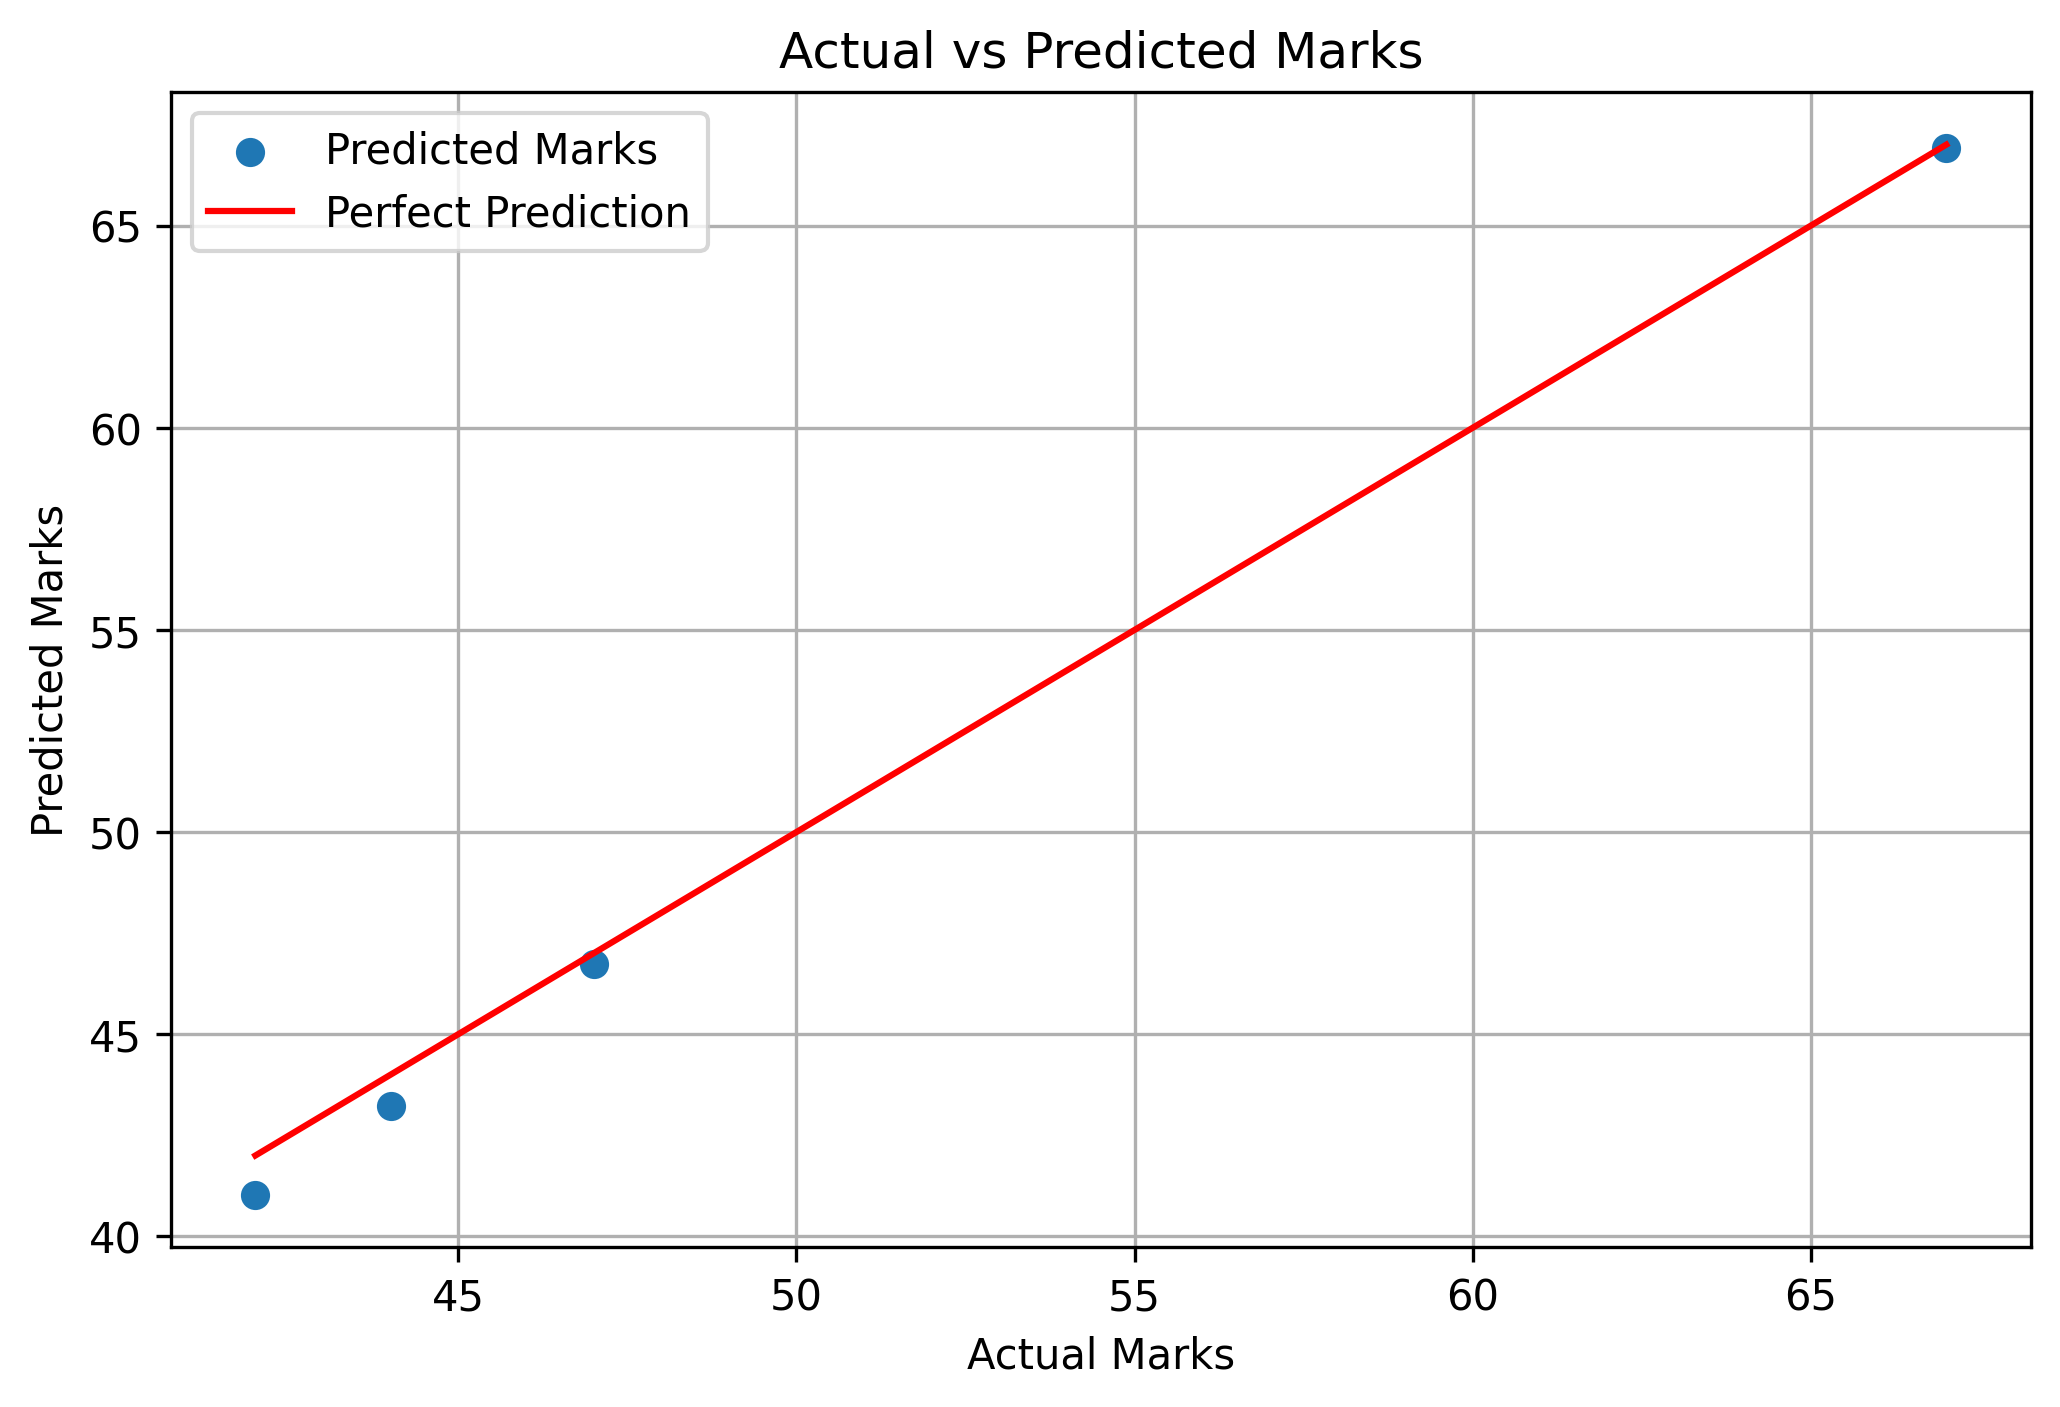 Actual vs Predicted Marks
Predicted Marks
Perfect Prediction
65
60
55
50
45
40
Predicted Marks
45 50 55 60 65
Actual Marks